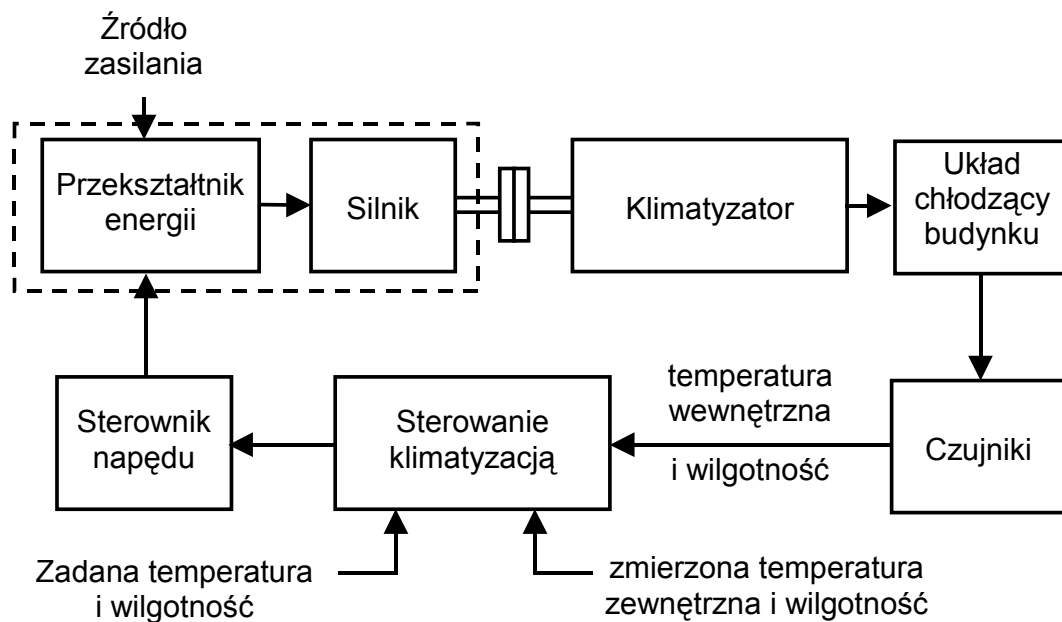 Źródło
zasilania
Przekształtnik
energii
Silnik
Klimatyzator
Układ
chłodzący
budynku
Sterownik
napędu
Sterowanie
klimatyzacją
temperatura
wewnętrzna
i wilgotność
Czujniki
Zadana temperatura
i wilgotność
zmierzona temperatura
zewnętrzna i wilgotność